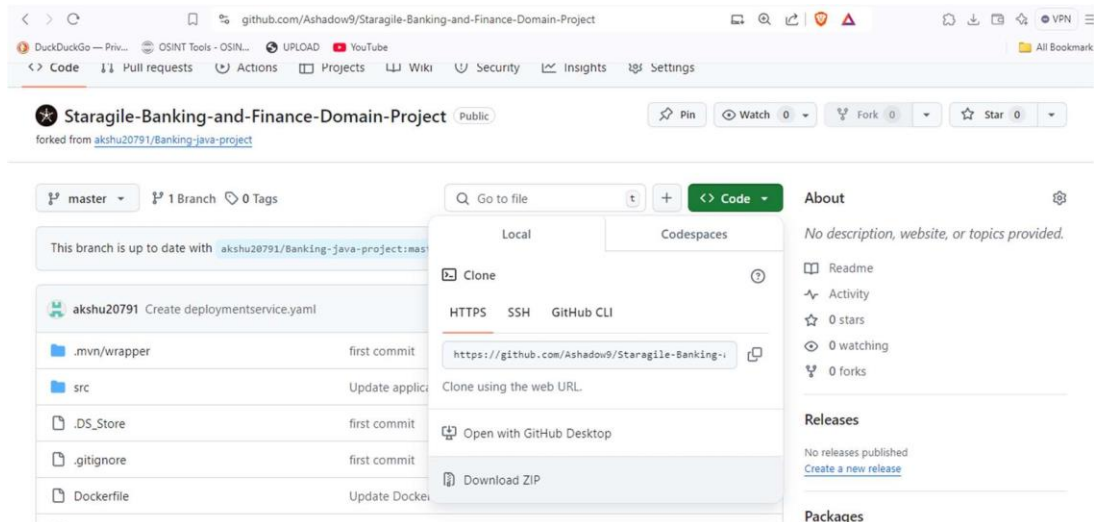 github.com/Ashadow9/Staragile-Banking-and-Finance-Domain-Project
VPN
DuckDuckGo — Priv... OSINT Tools - OSIN... UPLOAD YouTube All Bookmark
<> Code Pull requests Actions Projects Wiki Security Insights Settings
Staragile-Banking-and-Finance-Domain-Project Public
Pin Watch 0 Fork 0 Star 0
forked from akshu20791/Banking-java-project
master 1 Branch 0 Tags Go to file t + <> Code
This branch is up to date with akshu20791/Banking-java-project:mas
akshu20791 Create deploymentservice.yaml
.mvn/wrapper first commit
src Update applic
.DS_Store first commit
.gitignore first commit
Dockerfile Update Docke
Local Codespaces
Clone
HTTPS SSH GitHub CLI
https://github.com/Ashadow9/Staragile-Banking-
Clone using the web URL.
Open with GitHub Desktop
Download ZIP
About
No description, website, or topics provided.
Readme
Activity
0 stars
0 watching
0 forks
Releases
No releases published
Create a new release
Packages